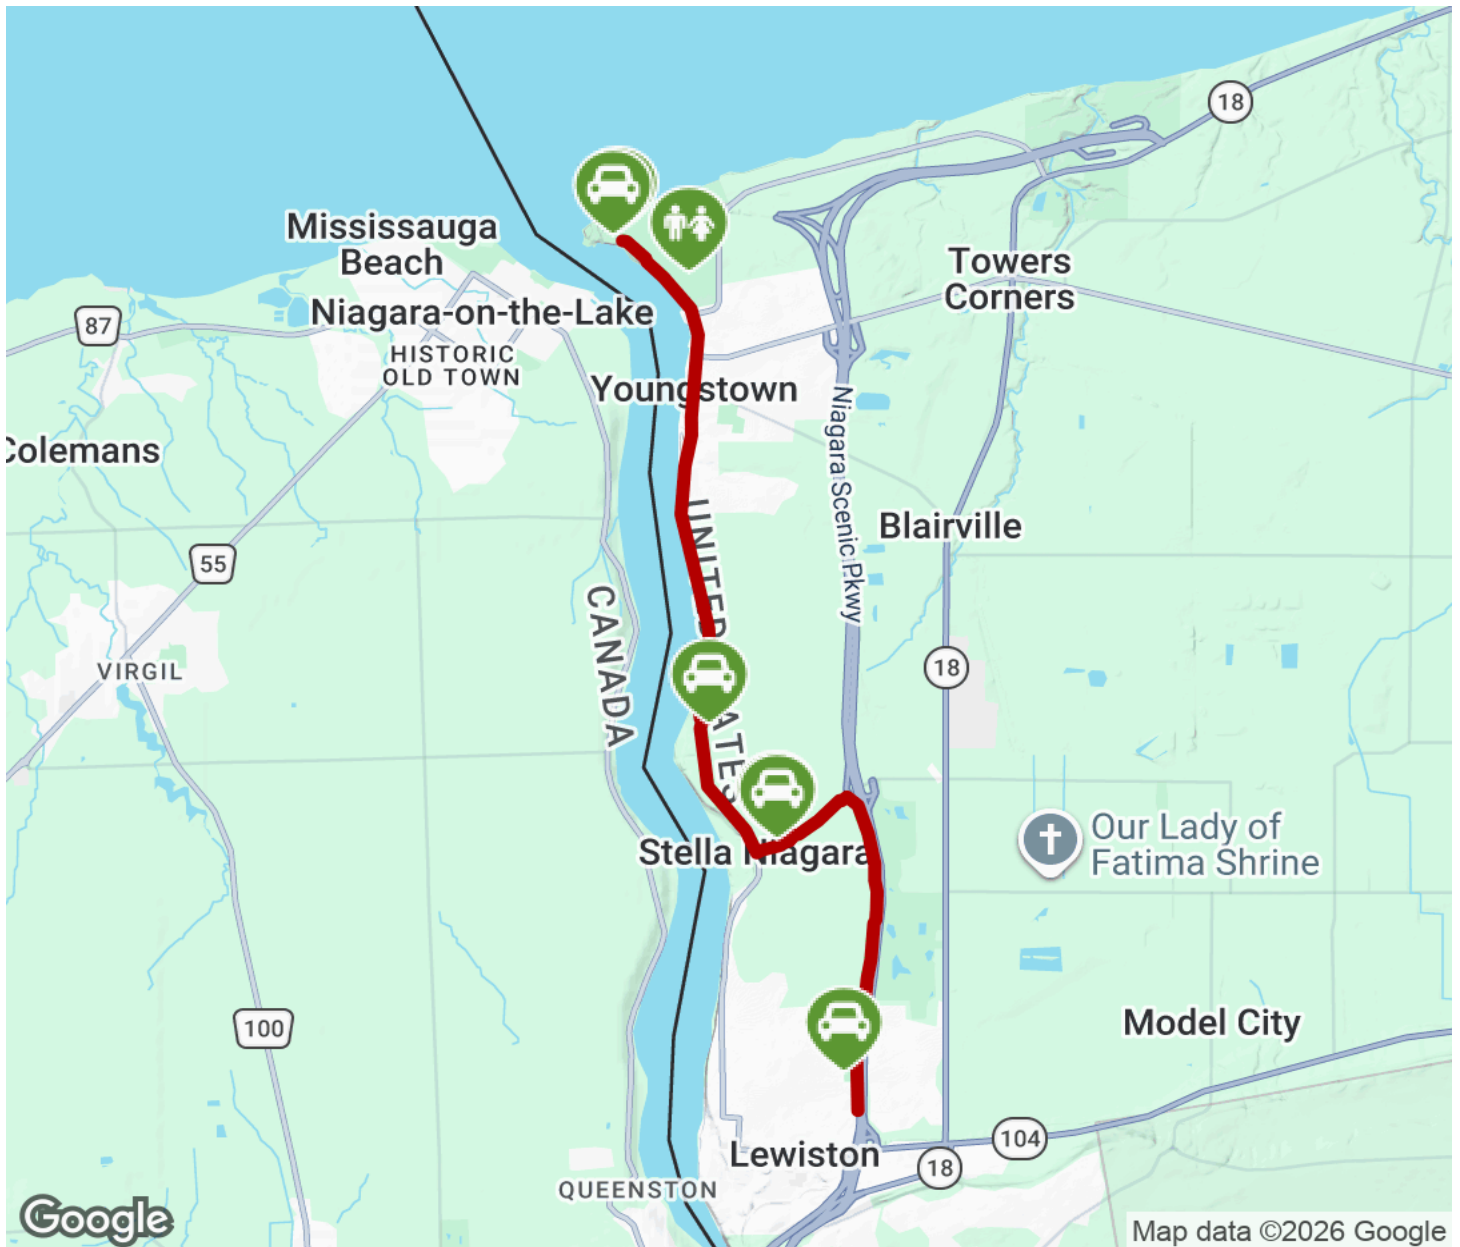 18
Mississauga
Beach
Towers
Corners
Niagara-on-the-Lake
87
HISTORIC
OLD TOWN
Youngstown
Niagara Scenic Pkwy
Colemans
UNITED STATES
Blairville
55
CANADA
18
VIRGIL
Our Lady of
Fatima Shrine
Stella Niagara
100
Model City
104
Lewiston
18
QUEENSTON
Google
Map data ©2026 Google